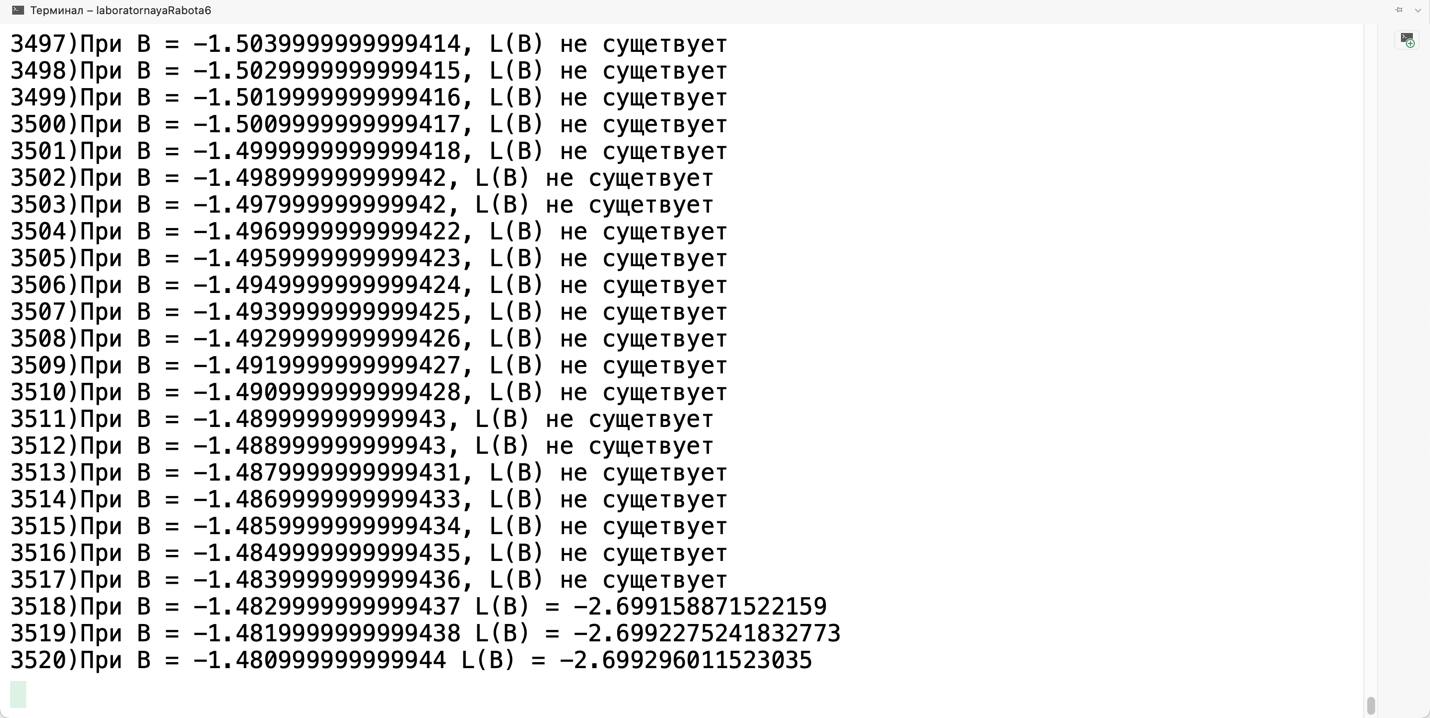 Терминал – laboratornayaRabota6
3497)При B = -1.5039999999999414, L(B) не сущетвует
3498)При B = -1.5029999999999415, L(B) не сущетвует
3499)При B = -1.5019999999999416, L(B) не сущетвует
3500)При B = -1.5009999999999417, L(B) не сущетвует
3501)При B = -1.4999999999999418, L(B) не сущетвует
3502)При B = -1.498999999999942, L(B) не сущетвует
3503)При B = -1.497999999999942, L(B) не сущетвует
3504)При B = -1.4969999999999422, L(B) не сущетвует
3505)При B = -1.4959999999999423, L(B) не сущетвует
3506)При B = -1.4949999999999424, L(B) не сущетвует
3507)При B = -1.4939999999999425, L(B) не сущетвует
3508)При B = -1.4929999999999426, L(B) не сущетвует
3509)При B = -1.4919999999999427, L(B) не сущетвует
3510)При B = -1.4909999999999428, L(B) не сущетвует
3511)При B = -1.489999999999943, L(B) не сущетвует
3512)При B = -1.488999999999943, L(B) не сущетвует
3513)При B = -1.4879999999999431, L(B) не сущетвует
3514)При B = -1.4869999999999433, L(B) не сущетвует
3515)При B = -1.4859999999999434, L(B) не сущетвует
3516)При B = -1.4849999999999435, L(B) не сущетвует
3517)При B = -1.4839999999999436, L(B) не сущетвует
3518)При B = -1.4829999999999437 L(B) = -2.699158871522159
3519)При B = -1.4819999999999438 L(B) = -2.6992275241832773
3520)При B = -1.480999999999944 L(B) = -2.699296011523035